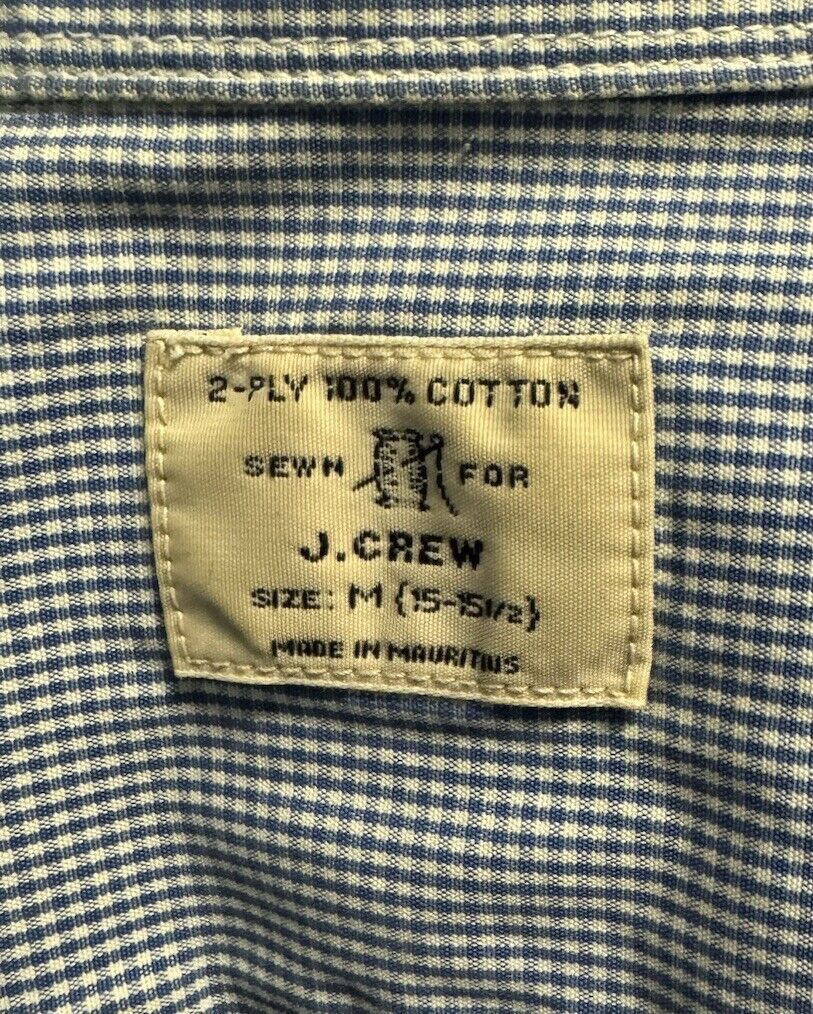 2-PLY 100% COTTON
SEWN FOR
J.CREW
SIZE: M {15-15 1/2}
MADE IN MAURITIUS